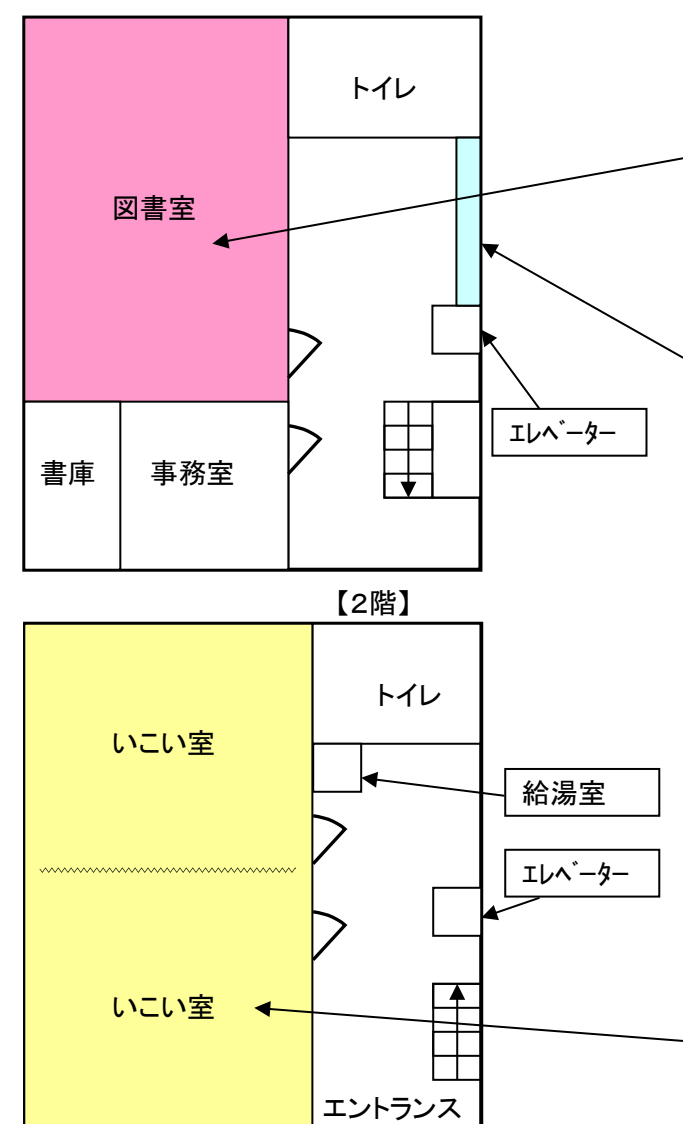 トイレ
図書室
エレベーター
書庫
事務室
【2階】
トイレ
いこい室
給湯室
エレベーター
いこい室
エントランス